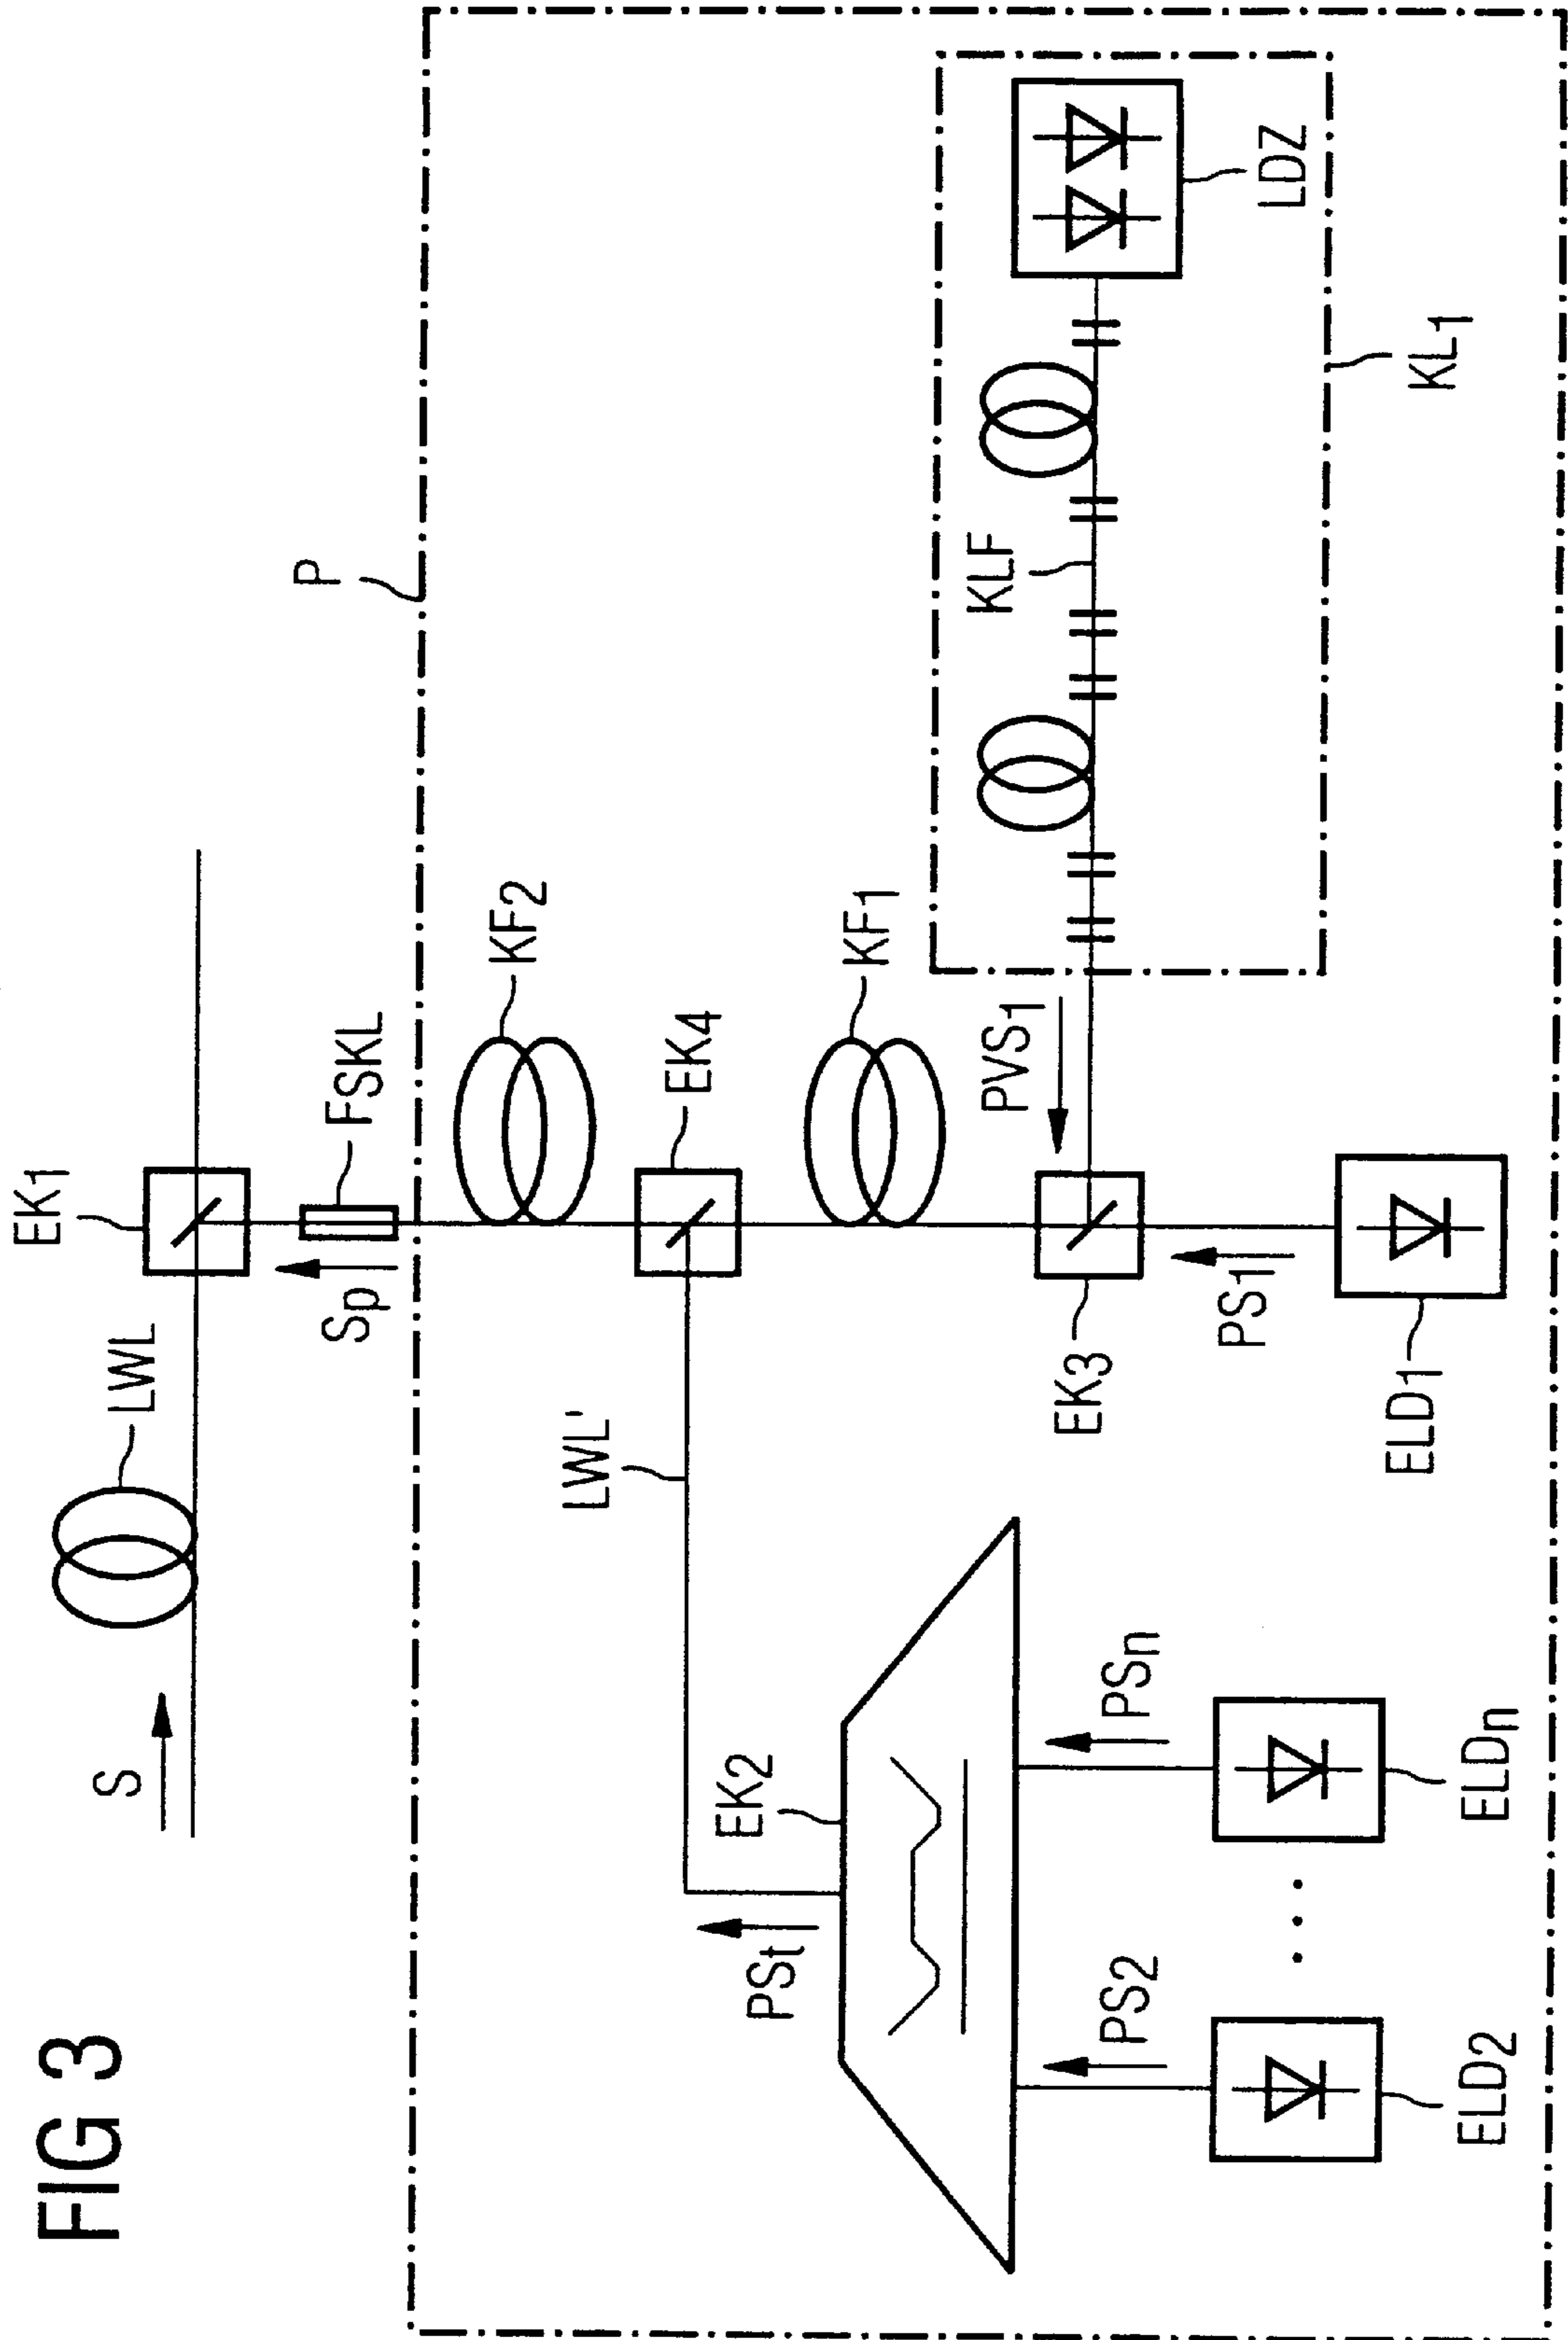 FIG 3
S
LWL
EK1
FSKL
Sp
P
KF2
EK4
LWL'
KF1
EK2
PSt
EK3
PVS1
KLF
LDZ
KL1
PS1
ELD1
PS2
PSn
ELD2
...
ELDn